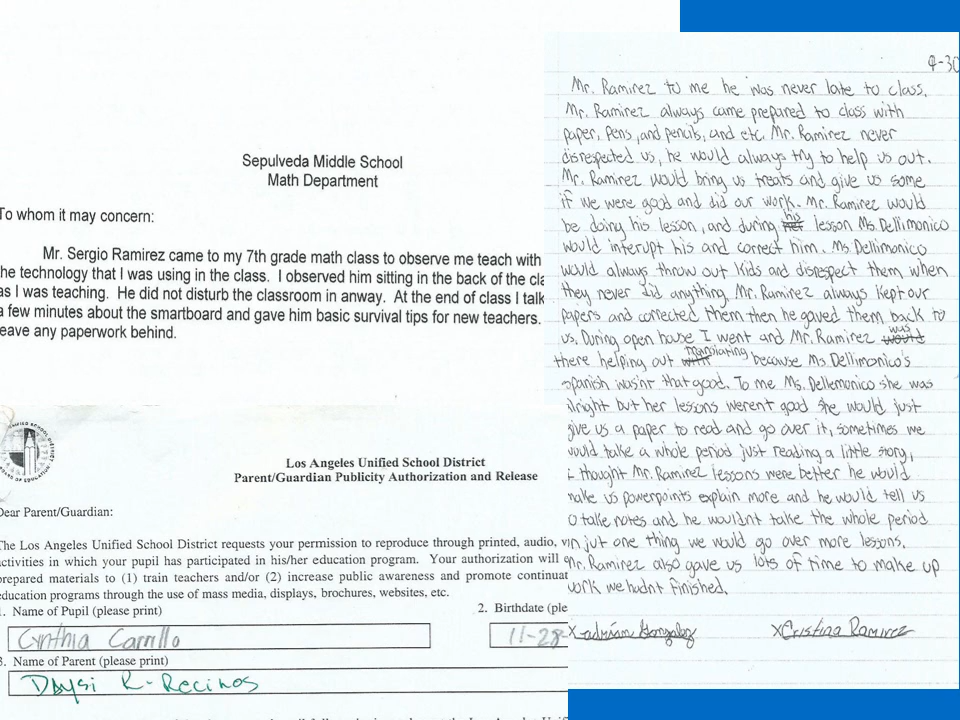 Sepulveda Middle School
Math Department
To whom it may concern:
Mr. Sergio Ramirez came to my 7th grade math class to observe me teach with
the technology that I was using in the class. I observed him sitting in the back of the cla
as I was teaching. He did not disturb the classroom in anway. At the end of class I talk
a few minutes about the smartboard and gave him basic survival tips for new teachers.
eave any paperwork behind.
Los Angeles Unified School District
Parent/Guardian Publicity Authorization and Release
Dear Parent/Guardian:
The Los Angeles Unified School District requests your permission to reproduce through printed, audio, v
activities in which your pupil has participated in his/her education program. Your authorization will
prepared materials to (1) train teachers and/or (2) increase public awareness and promote continuat
education programs through the use of mass media, displays, brochures, websites, etc.
1. Name of Pupil (please print)
2. Birthdate (ple
Cynthia Carrillo
11-28-
3. Name of Parent (please print)
Daysi R-Recinos
9-30
Mr. Ramirez to me he was never late to class.
Mr. Ramirez always came prepared to class with
paper, pens, and pencils, and etc. Mr. Ramirez never
disrespected us, he would always try to help us out.
Mr. Ramirez would bring us treats and give us some
if we were good and did our work. Mr. Ramirez would
be doing his lesson, and during his lesson Ms. Dellimonico
would interupt his and correct him. Ms. Dellimonico
would always throw out kids and disrespect them when
they never did anything. Mr. Ramirez always kept our
papers and corrected them then he gaved them back to
us. During open house I went and Mr. Ramirez was
there helping out because Ms Dellimonico's
spanish wasn't that good. To me Ms. Dellemonico she was
alright but her lessons werent good she would just
give us a paper to read and go over it, sometimes we
would take a whole period just reading a little story,
I thought Mr. Ramirez lessons were better he would
make us powerpoints explain more and he would tell us
to take notes and he wouldnt take the whole period
in jut one thing we would go over more lessons.
Mr. Ramirez also gave us lots of time to make up
work we hadnt finished.
x adrian Gonzalez
x Cristina Ramirez